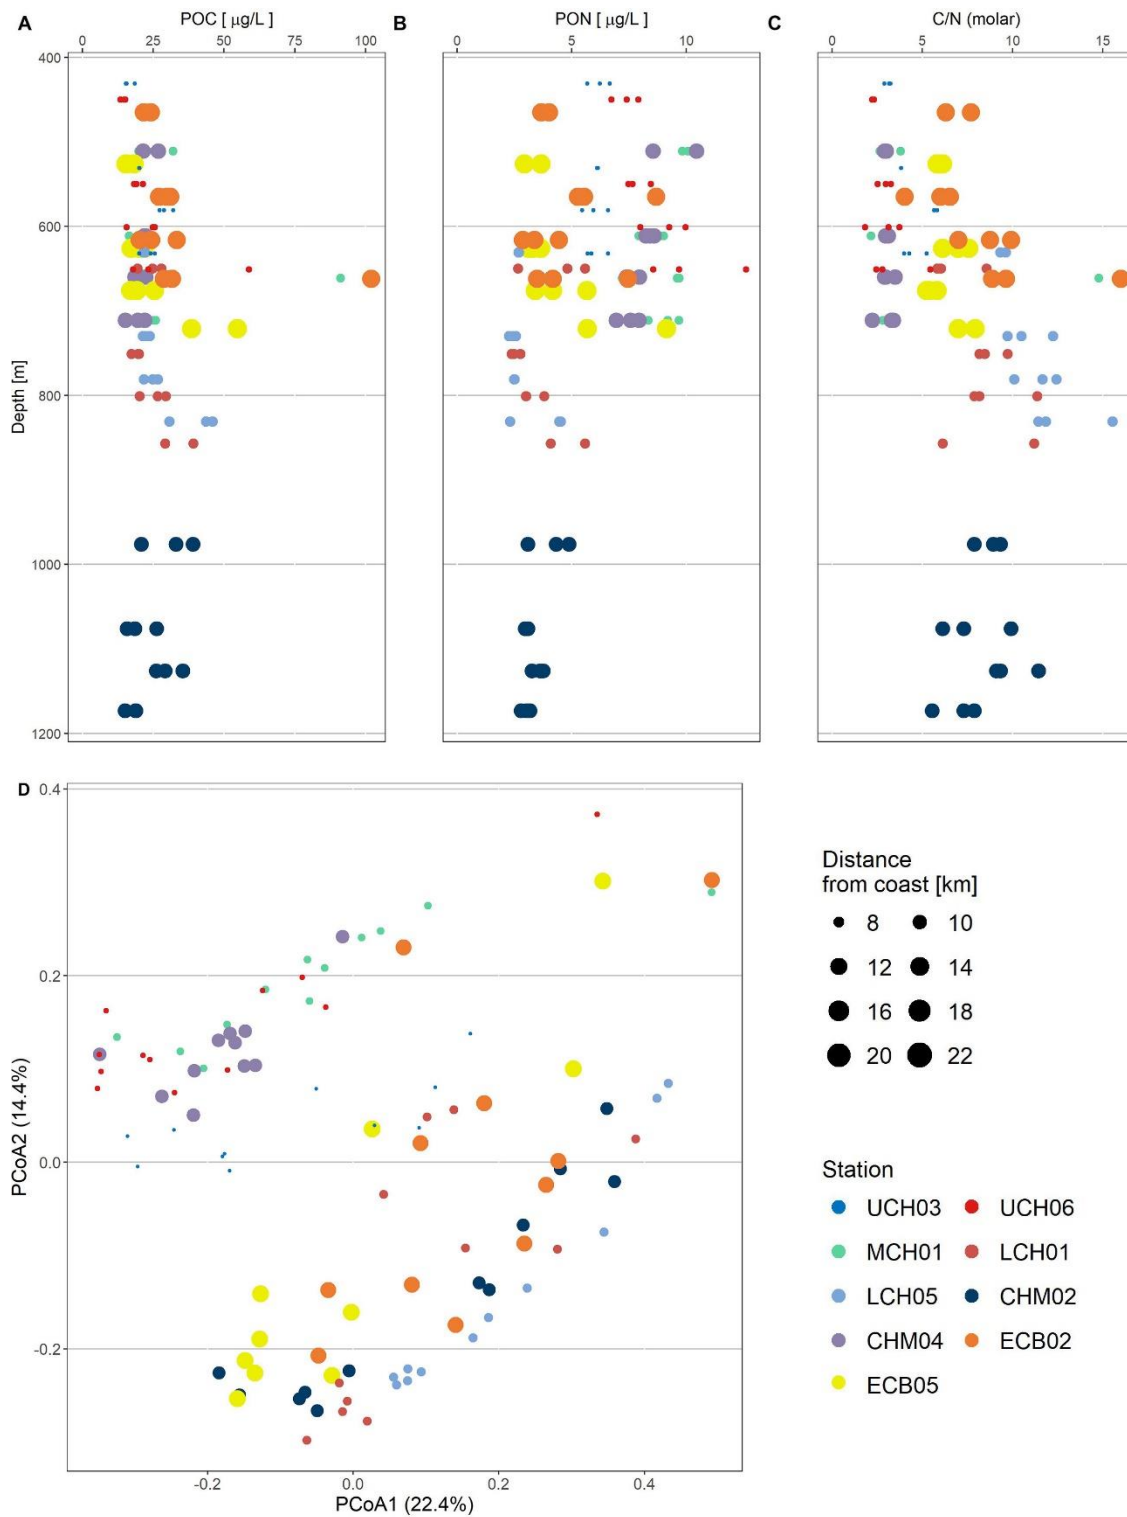 A POC [ µg/L ] B PON [ µg/L ] C C/N (molar)
0 25 50 75 100 0 5 10 0 5 10 15
400
600
800
1000
1200
Depth [m]
D
0.4
0.2
0.0
-0.2
PCoA2 (14.4%)
-0.2 0.0 0.2 0.4
PCoA1 (22.4%)
Distance
from coast [km]
8 10
12 14
16 18
20 22
Station
UCH03 UCH06
MCH01 LCH01
LCH05 CHM02
CHM04 ECB02
ECB05